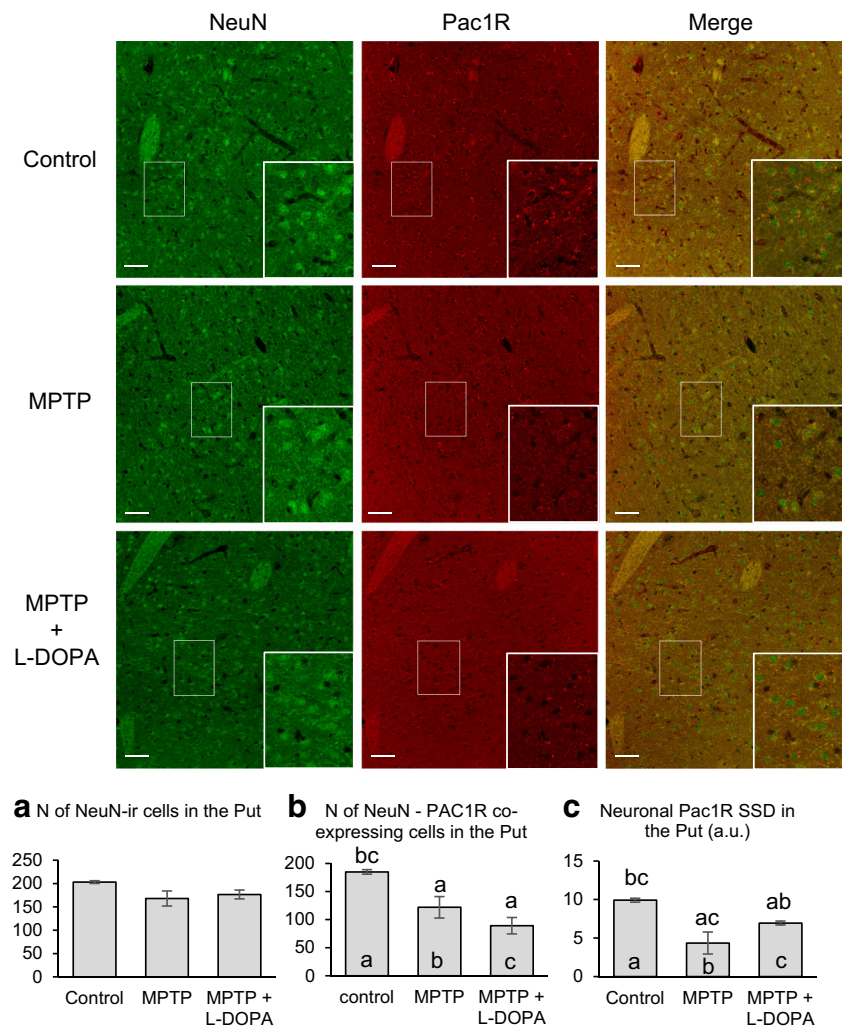 NeuN Pac1R Merge
Control
MPTP
MPTP
+
L-DOPA
a N of NeuN-ir cells in the Put
250
200
150
100
50
0
Control MPTP MPTP +
L-DOPA
b N of NeuN - PAC1R co-
expressing cells in the Put
200
150
100
50
0
bc a a
a b c
control MPTP MPTP +
L-DOPA
c Neuronal Pac1R SSD in
the Put (a.u.)
15
10
5
0
bc ac ab
a b c
Control MPTP MPTP +
L-DOPA